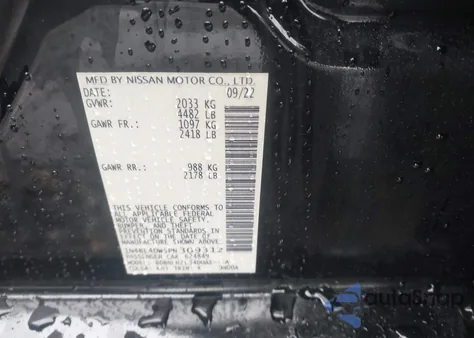 MFD BY NISSAN MOTOR CO., LTD.
DATE: 09/22
GVWR: 2033 KG
4482 LB
GAWR FR.: 1097 KG
2418 LB
GAWR RR.: 988 KG
2178 LB
THIS VEHICLE CONFORMS TO
ALL APPLICABLE FEDERAL
MOTOR VEHICLE SAFETY,
BUMPER, AND THEFT
PREVENTION STANDARDS IN
EFFECT ON THE DATE OF
MANUFACTURE SHOWN ABOVE.
PASSENGER CAR
MODEL:
autoSnap